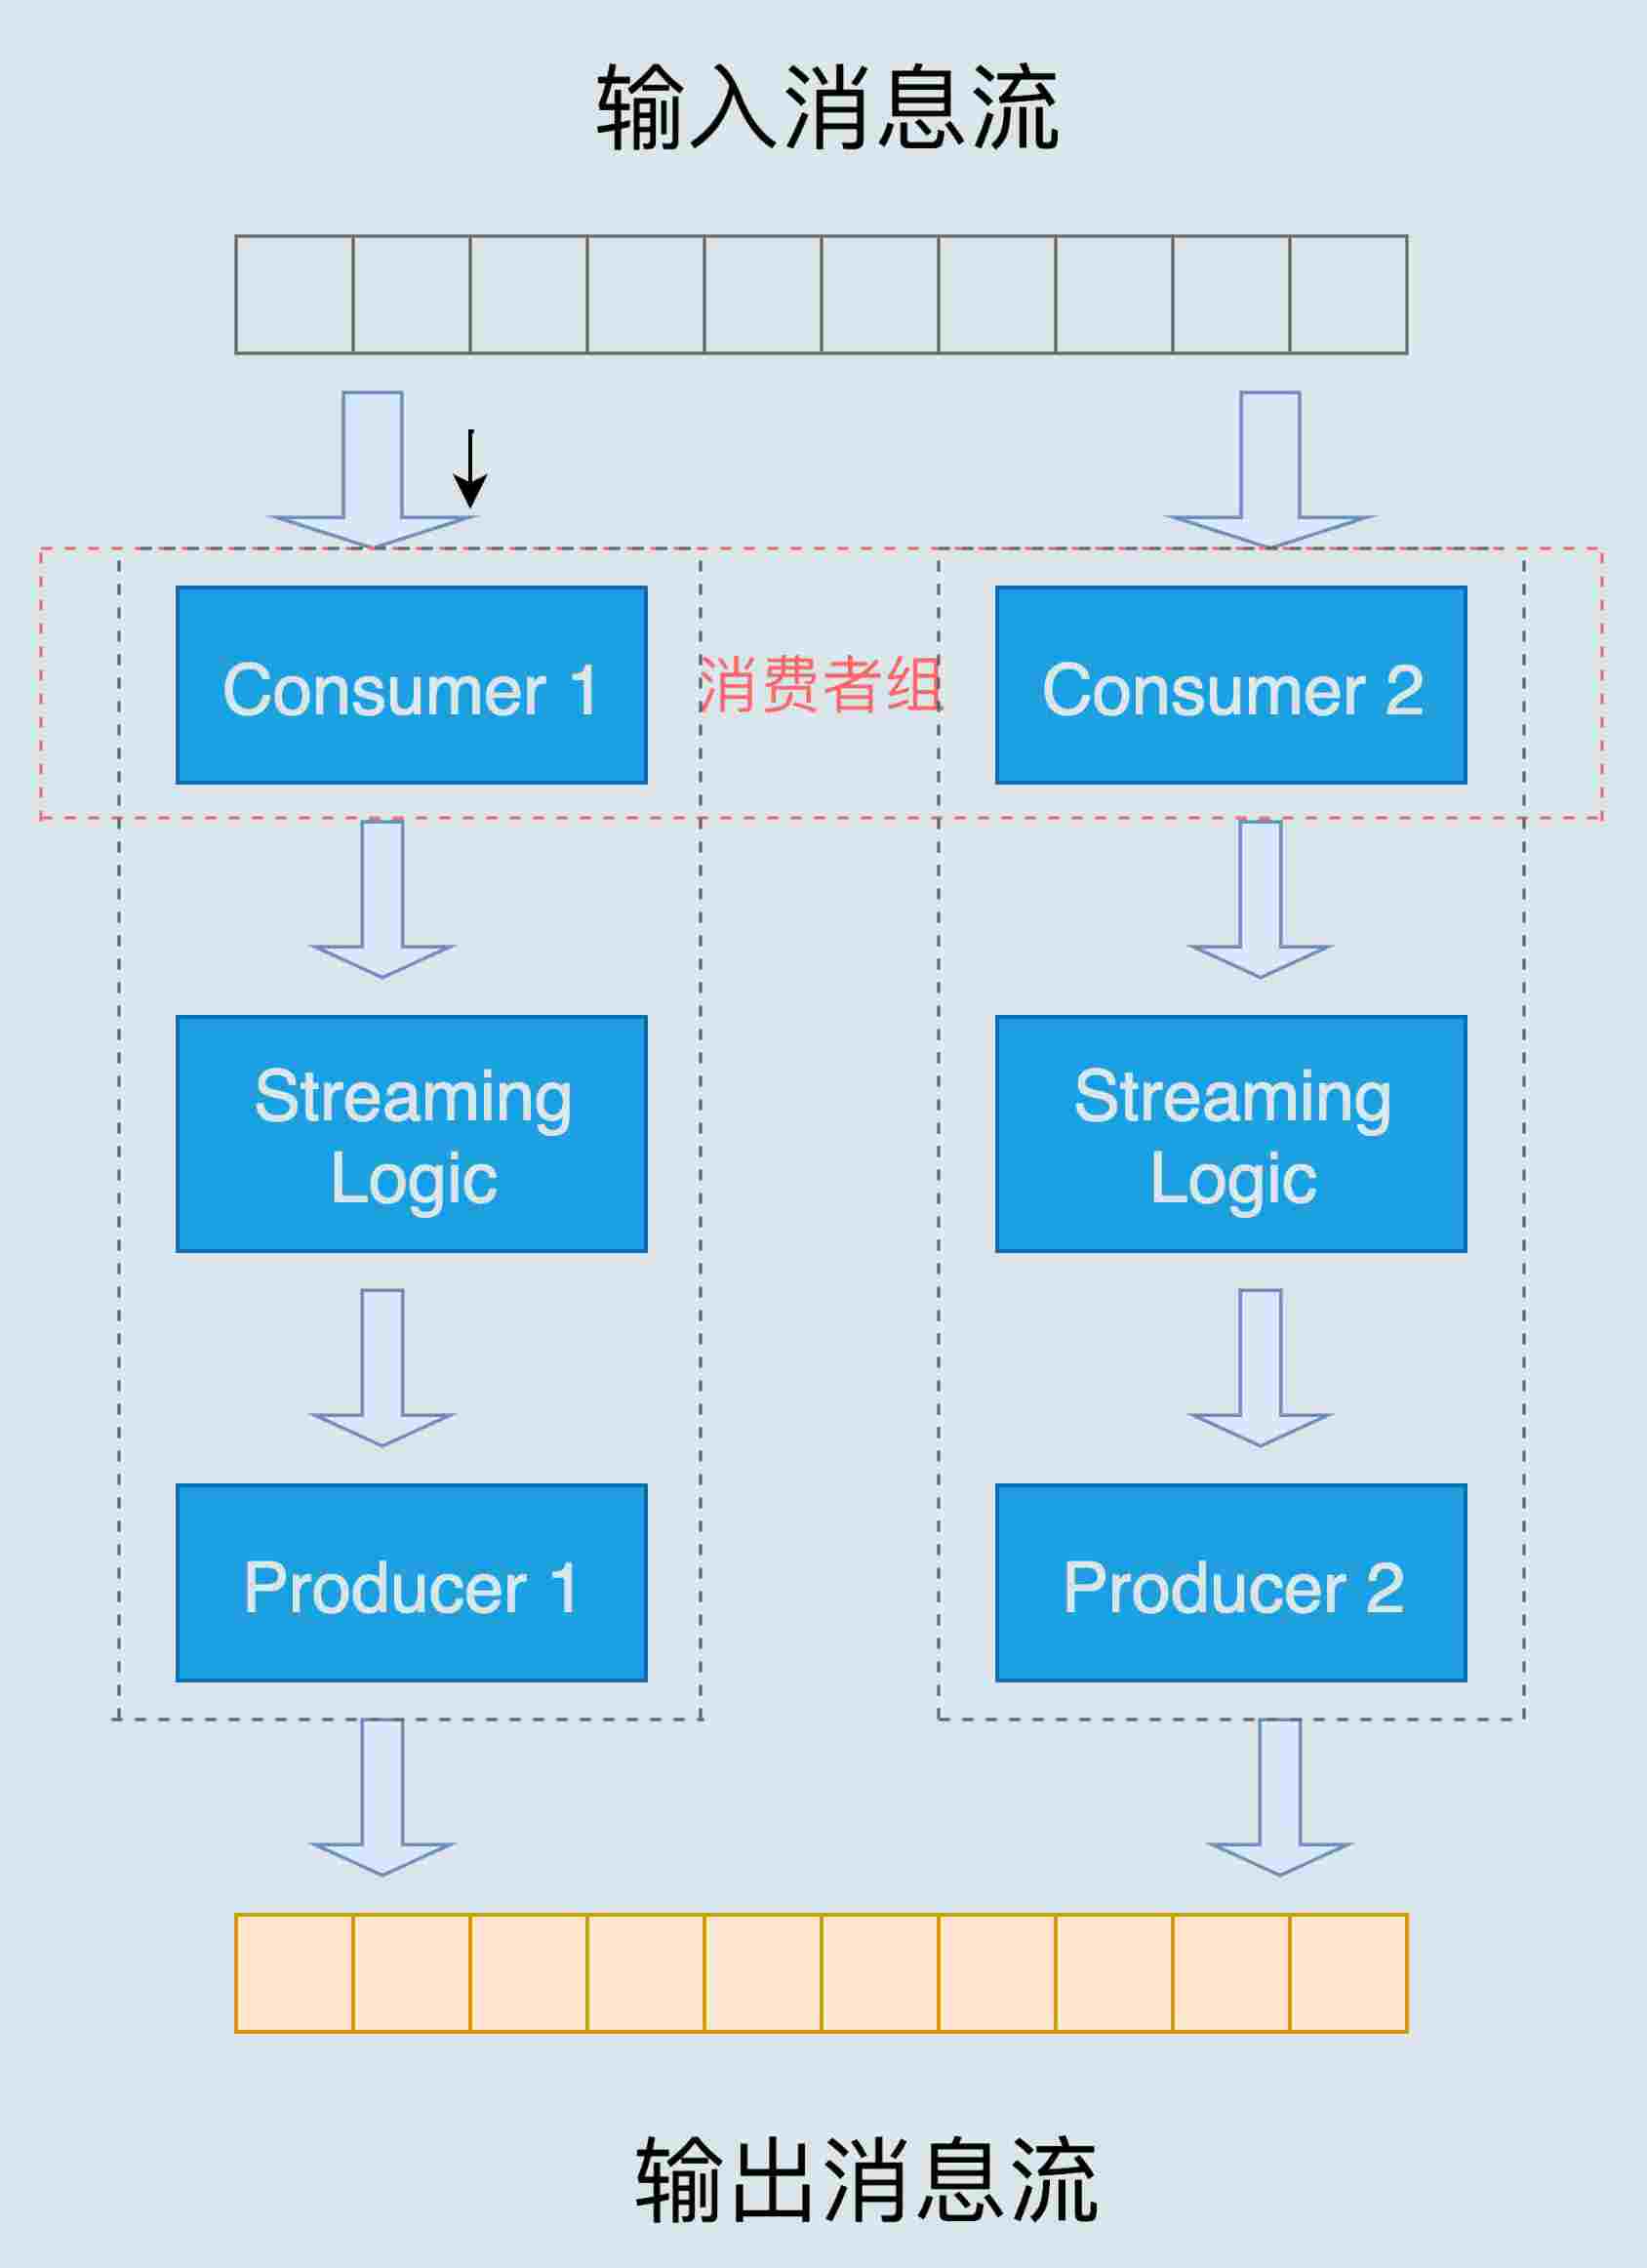 输入消息流
Consumer 1
消费者组
Consumer 2
Streaming
Logic
Streaming
Logic
Producer 1
Producer 2
输出消息流